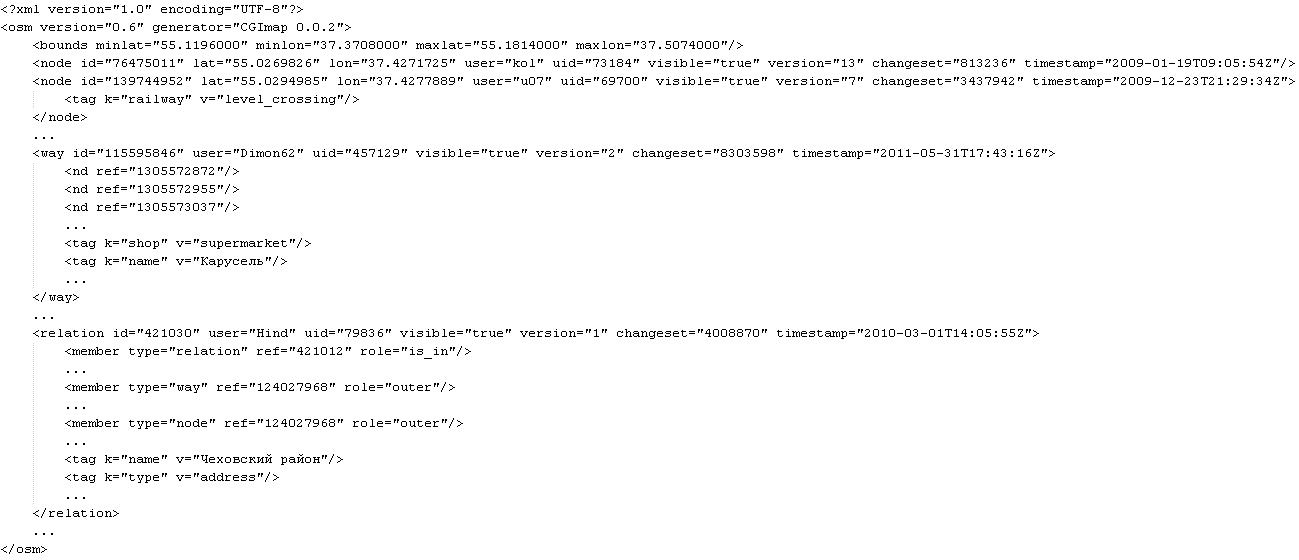 <?xml version="1.0" encoding="UTF-8"?>
<osm version="0.6" generator="CGImap 0.0.2">
<bounds minlat="55.1196000" minlon="37.3708000" maxlat="55.1814000" maxlon="37.5074000"/>
<node id="76475011" lat="55.0269826" lon="37.4271725" user="kol" uid="73184" visible="true" version="13" changeset="813236" timestamp="2009-01-19T09:05:54Z"/>
<node id="139744952" lat="55.0294985" lon="37.4277889" user="u07" uid="69700" visible="true" version="7" changeset="3437942" timestamp="2009-12-23T21:29:34Z">
<tag k="railway" v="level_crossing"/>
</node>
...
<way id="115595846" user="Dimon62" uid="457129" visible="true" version="2" changeset="8303598" timestamp="2011-05-31T17:43:16Z">
<nd ref="1305572872"/>
<nd ref="1305572955"/>
<nd ref="1305573037"/>
...
<tag k="shop" v="supermarket"/>
<tag k="name" v="Карусель"/>
...
</way>
...
<relation id="421030" user="Hind" uid="79836" visible="true" version="1" changeset="4008870" timestamp="2010-03-01T14:05:55Z">
<member type="relation" ref="421012" role="is_in"/>
...
<member type="way" ref="124027968" role="outer"/>
...
<member type="node" ref="124027968" role="outer"/>
...
<tag k="name" v="Чеховский район"/>
<tag k="type" v="address"/>
...
</relation>
...
</osm>